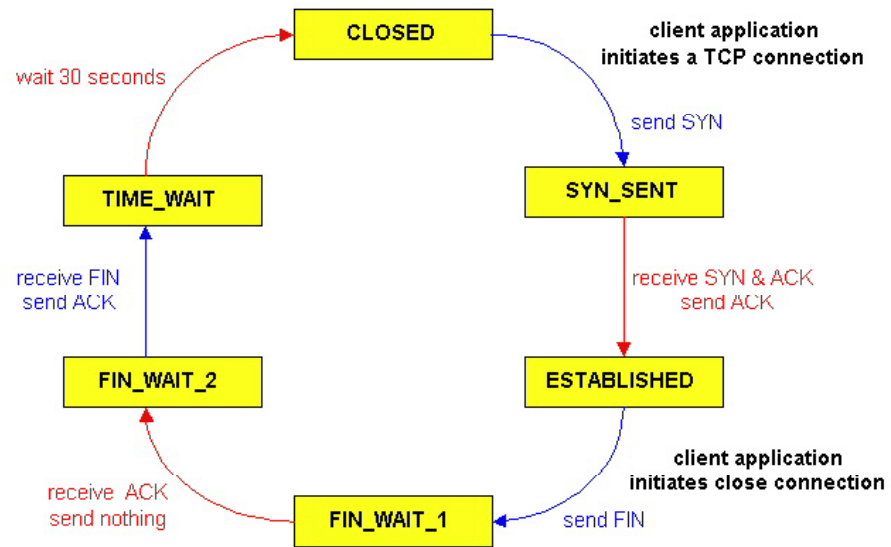 CLOSED
client application
initiates a TCP connection
wait 30 seconds
send SYN
TIME_WAIT
SYN_SENT
receive FIN
send ACK
receive SYN & ACK
send ACK
FIN_WAIT_2
ESTABLISHED
client application
initiates close connection
receive ACK
send nothing
FIN_WAIT_1
send FIN